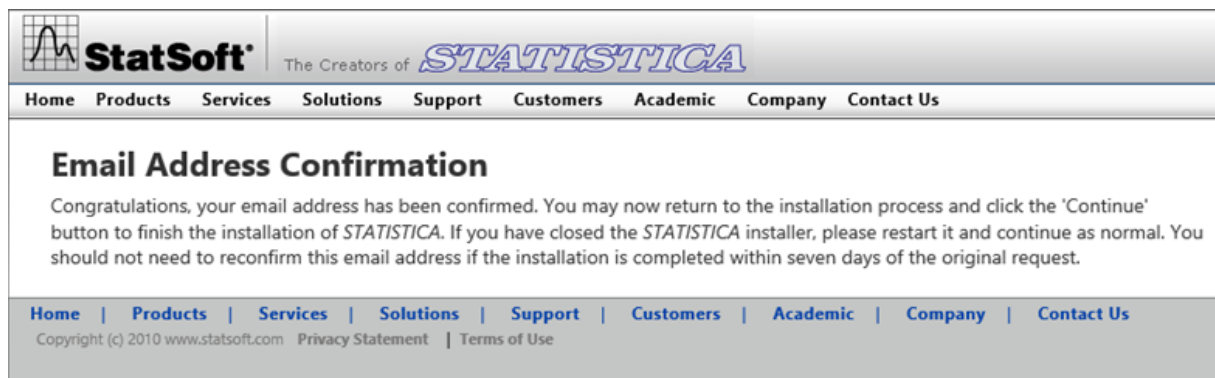 StatSoft® The Creators of STATISTICA
Home Products Services Solutions Support Customers Academic Company Contact Us
Email Address Confirmation
Congratulations, your email address has been confirmed. You may now return to the installation process and click the 'Continue'
button to finish the installation of STATISTICA. If you have closed the STATISTICA installer, please restart it and continue as normal. You
should not need to reconfirm this email address if the installation is completed within seven days of the original request.
Home | Products | Services | Solutions | Support | Customers | Academic | Company | Contact Us
Copyright (c) 2010 www.statsoft.com Privacy Statement | Terms of Use